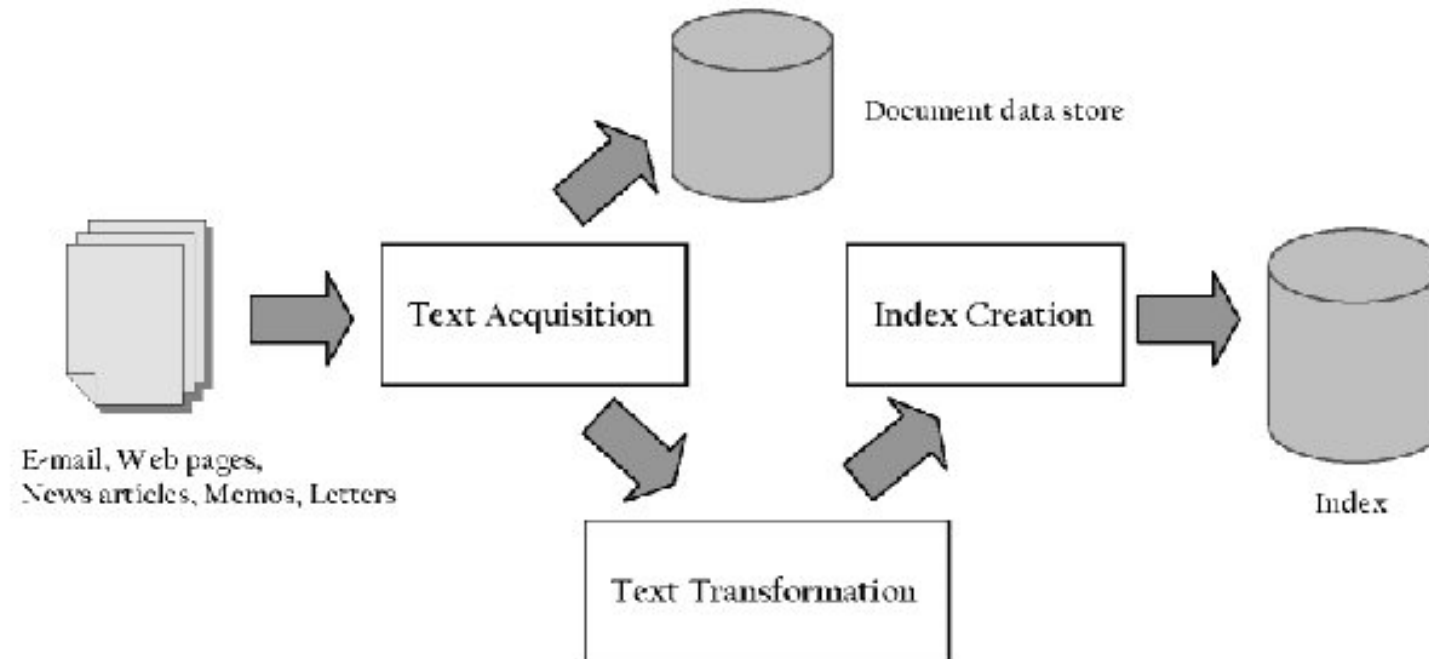 Document data store
Text Acquisition
Index Creation
E-mail, Web pages,
News articles, Memos, Letters
Index
Text Transformation